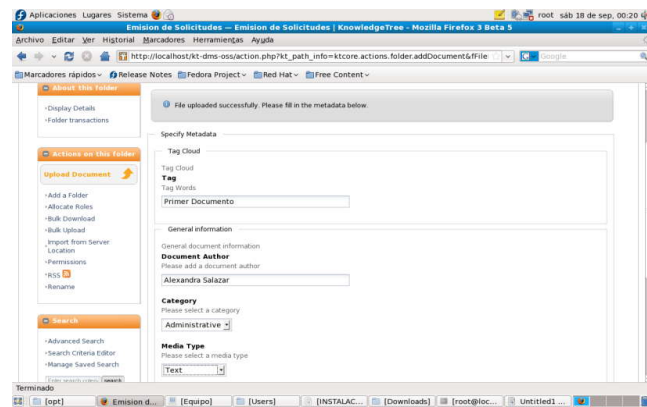 Aplicaciones Lugares Sistema root sáb 18 de sep, 00:20
Emision de Solicitudes — Emision de Solicitudes | KnowledgeTree - Mozilla Firefox 3 Beta 5
Archivo Editar Ver Historial Marcadores Herramientas Ayuda
http://localhost/kt-dms-oss/action.php?kt_path_info=ktcore.actions.folder.addDocument&fFile Google
Marcadores rápidos Release Notes Fedora Project Red Hat Free Content
About this folder
Display Details
Folder transactions
Actions on this folder
Upload Document
Add a Folder
Allocate Roles
Bulk Download
Bulk Upload
Import from Server
Location
Permissions
RSS
Rename
Search
Advanced Search
Search Criteria Editor
Manage Saved Search
Enter search criteria search
File uploaded successfully. Please fill in the metadata below.
Specify Metadata
Tag Cloud
Tag Cloud
Tag
Tag Words
Primer Documento
General information
General document information
Document Author
Please add a document author
Alexandra Salazar
Category
Please select a category
Administrative
Media Type
Please select a media type
Text
Terminado
[opt] Emision d... [Equipo] [Users] [INSTALAC... [Downloads] [root@loc... Untitled1 ...